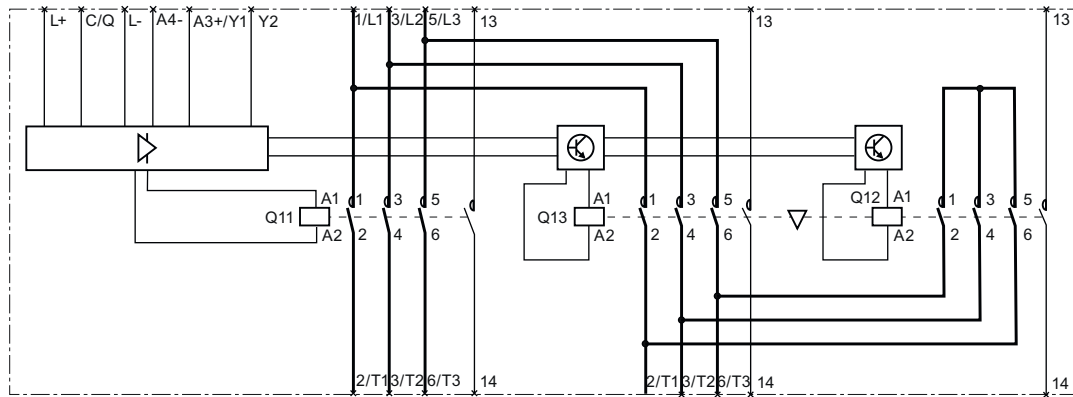 L+ C/Q L- A4- A3+/Y1 Y2 1/L1 3/L2 5/L3 13 13 13
Q11 A1 1 3 5 Q13 A1 1 3 5 Q12 A1 1 3 5
A2 2 4 6 A2 2 4 6 A2 2 4 6
2/T1 3/T2 6/T3 14 2/T1 3/T2 6/T3 14 14